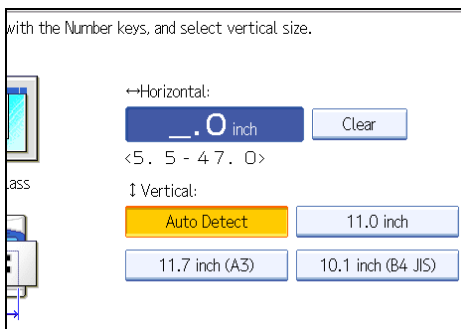 with the Number keys, and select vertical size.
↔Horizontal:
_.0 inch
Clear
<5.5-47.0>
↕Vertical:
Auto Detect
11.0 inch
11.7 inch (A3)
10.1 inch (B4 JIS)